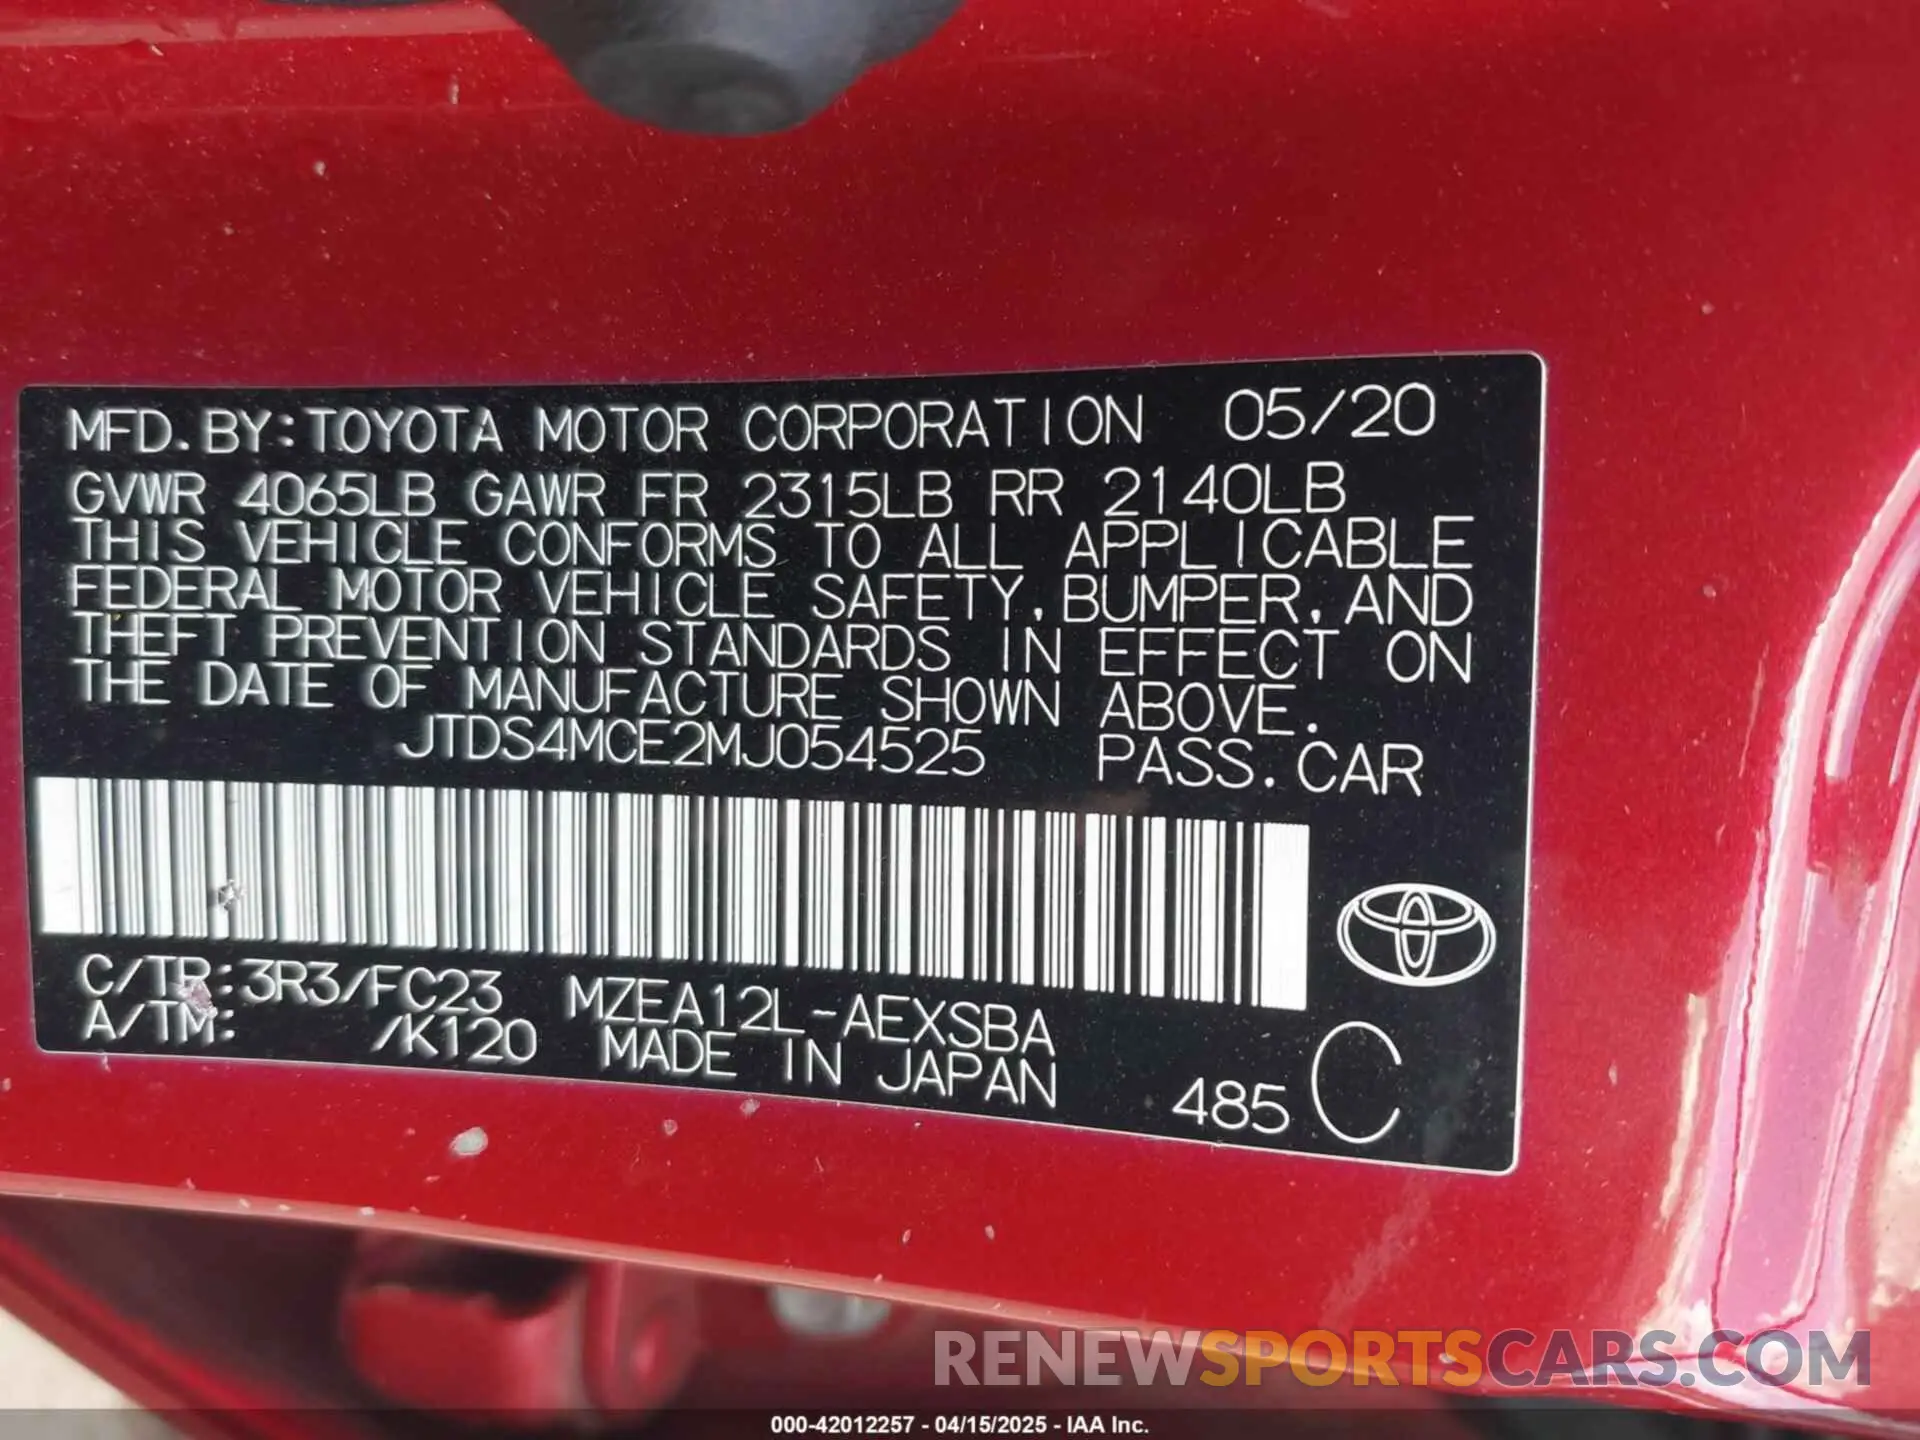 MFD.BY:TOYOTA MOTOR CORPORATION 05/20
GVWR 4065LB GAWR FR 2315LB RR 2140LB
THIS VEHICLE CONFORMS TO ALL APPLICABLE
FEDERAL MOTOR VEHICLE SAFETY,BUMPER,AND
THEFT PREVENTION STANDARDS IN EFFECT ON
THE DATE OF MANUFACTURE SHOWN ABOVE.
JTDS4MCE2MJ054525 PASS.CAR
C/TR:3R3/FC23 MZEA12L-AEXSBA
A/TM: /K120 MADE IN JAPAN
485 C
RENEWSPORTSCARS.COM
000-42012257 - 04/15/2025 - IAA Inc.